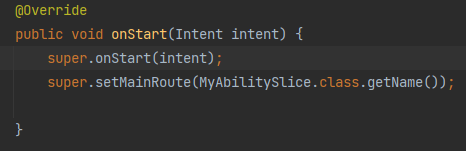 @Override
public void onStart(Intent intent) {
    super.onStart(intent);
    super.setMainRoute(MyAbilitySlice.class.getName());
}